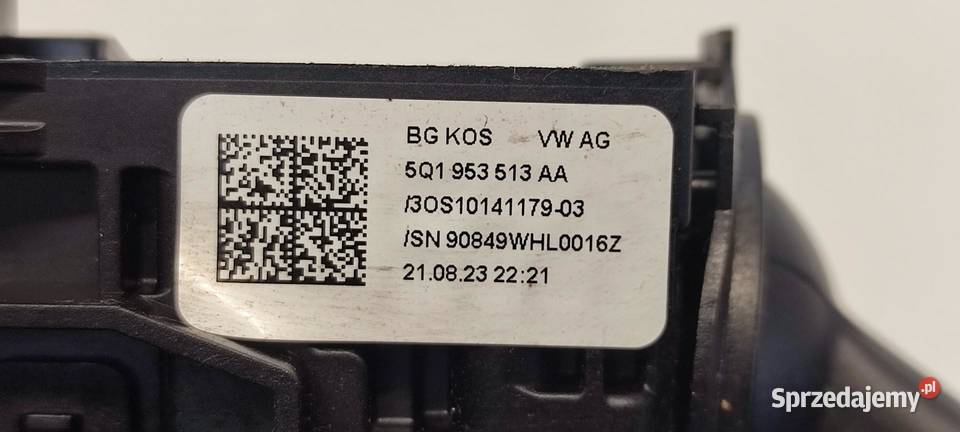 BG KOS VW AG
5Q1 953 513 AA
/3OS10141179-03
/SN 90849WHL0016Z
21.08.23 22:21
Sprzedajemy.pl